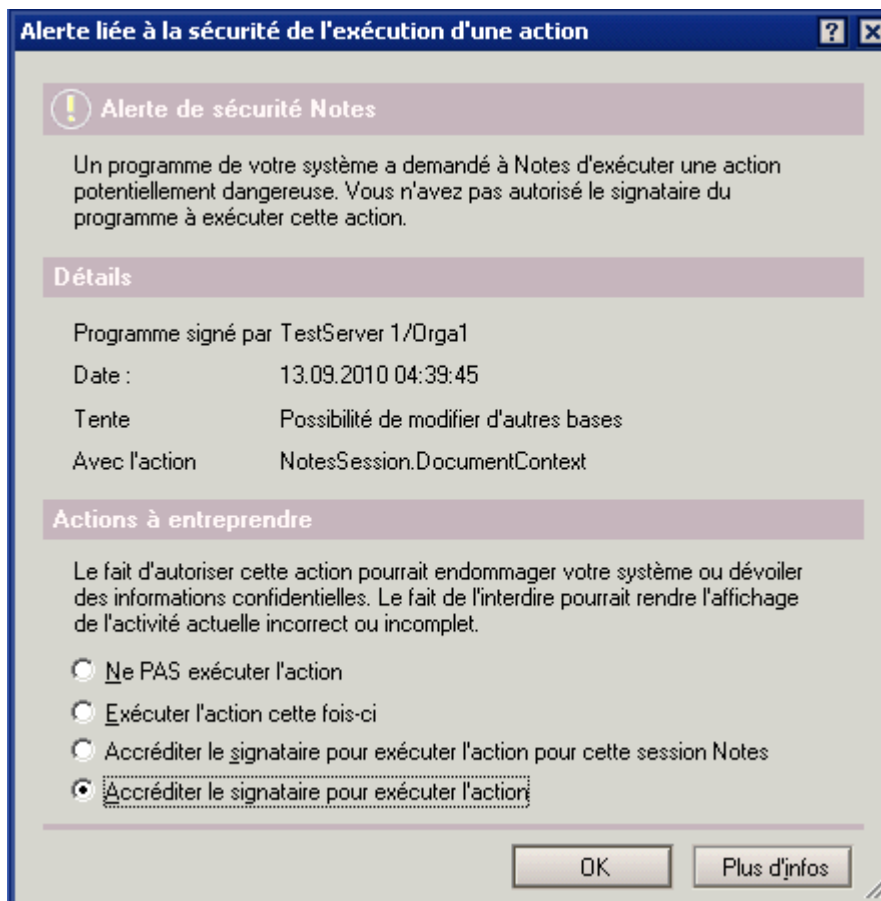 Alerte liée à la sécurité de l'exécution d'une action
Alerte de sécurité Notes
Un programme de votre système a demandé à Notes d'exécuter une action
potentiellement dangereuse. Vous n'avez pas autorisé le signataire du
programme à exécuter cette action.
Détails
Programme signé par TestServer 1/Orga1
Date : 13.09.2010 04:39:45
Tente Possibilité de modifier d'autres bases
Avec l'action NotesSession.DocumentContext
Actions à entreprendre
Le fait d'autoriser cette action pourrait endommager votre système ou dévoiler
des informations confidentielles. Le fait de l'interdire pourrait rendre l'affichage
de l'activité actuelle incorrect ou incomplet.
Ne PAS exécuter l'action
Exécuter l'action cette fois-ci
Accréditer le signataire pour exécuter l'action pour cette session Notes
Accréditer le signataire pour exécuter l'action
OK Plus d'infos